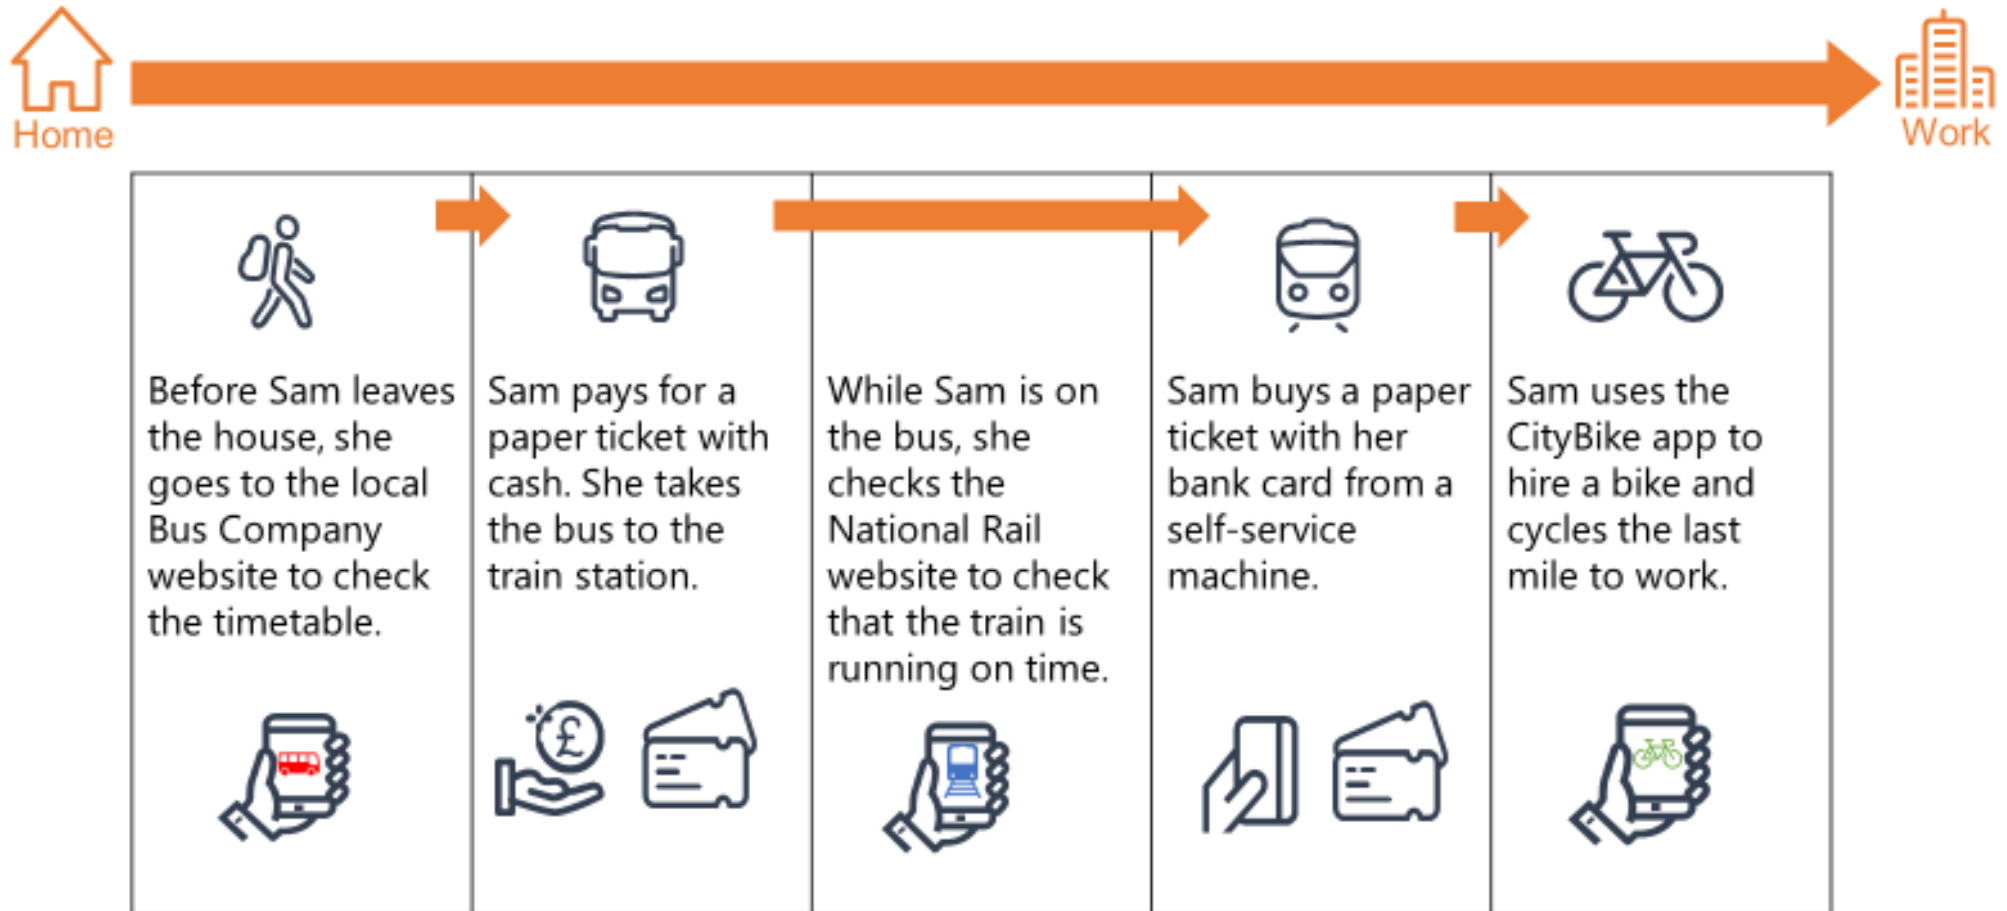 Home
Work
Before Sam leaves
the house, she
goes to the local
Bus Company
website to check
the timetable.
Sam pays for a
paper ticket with
cash. She takes
the bus to the
train station.
£
While Sam is on
the bus, she
checks the
National Rail
website to check
that the train is
running on time.
Sam buys a paper
ticket with her
bank card from a
self-service
machine.
Sam uses the
CityBike app to
hire a bike and
cycles the last
mile to work.